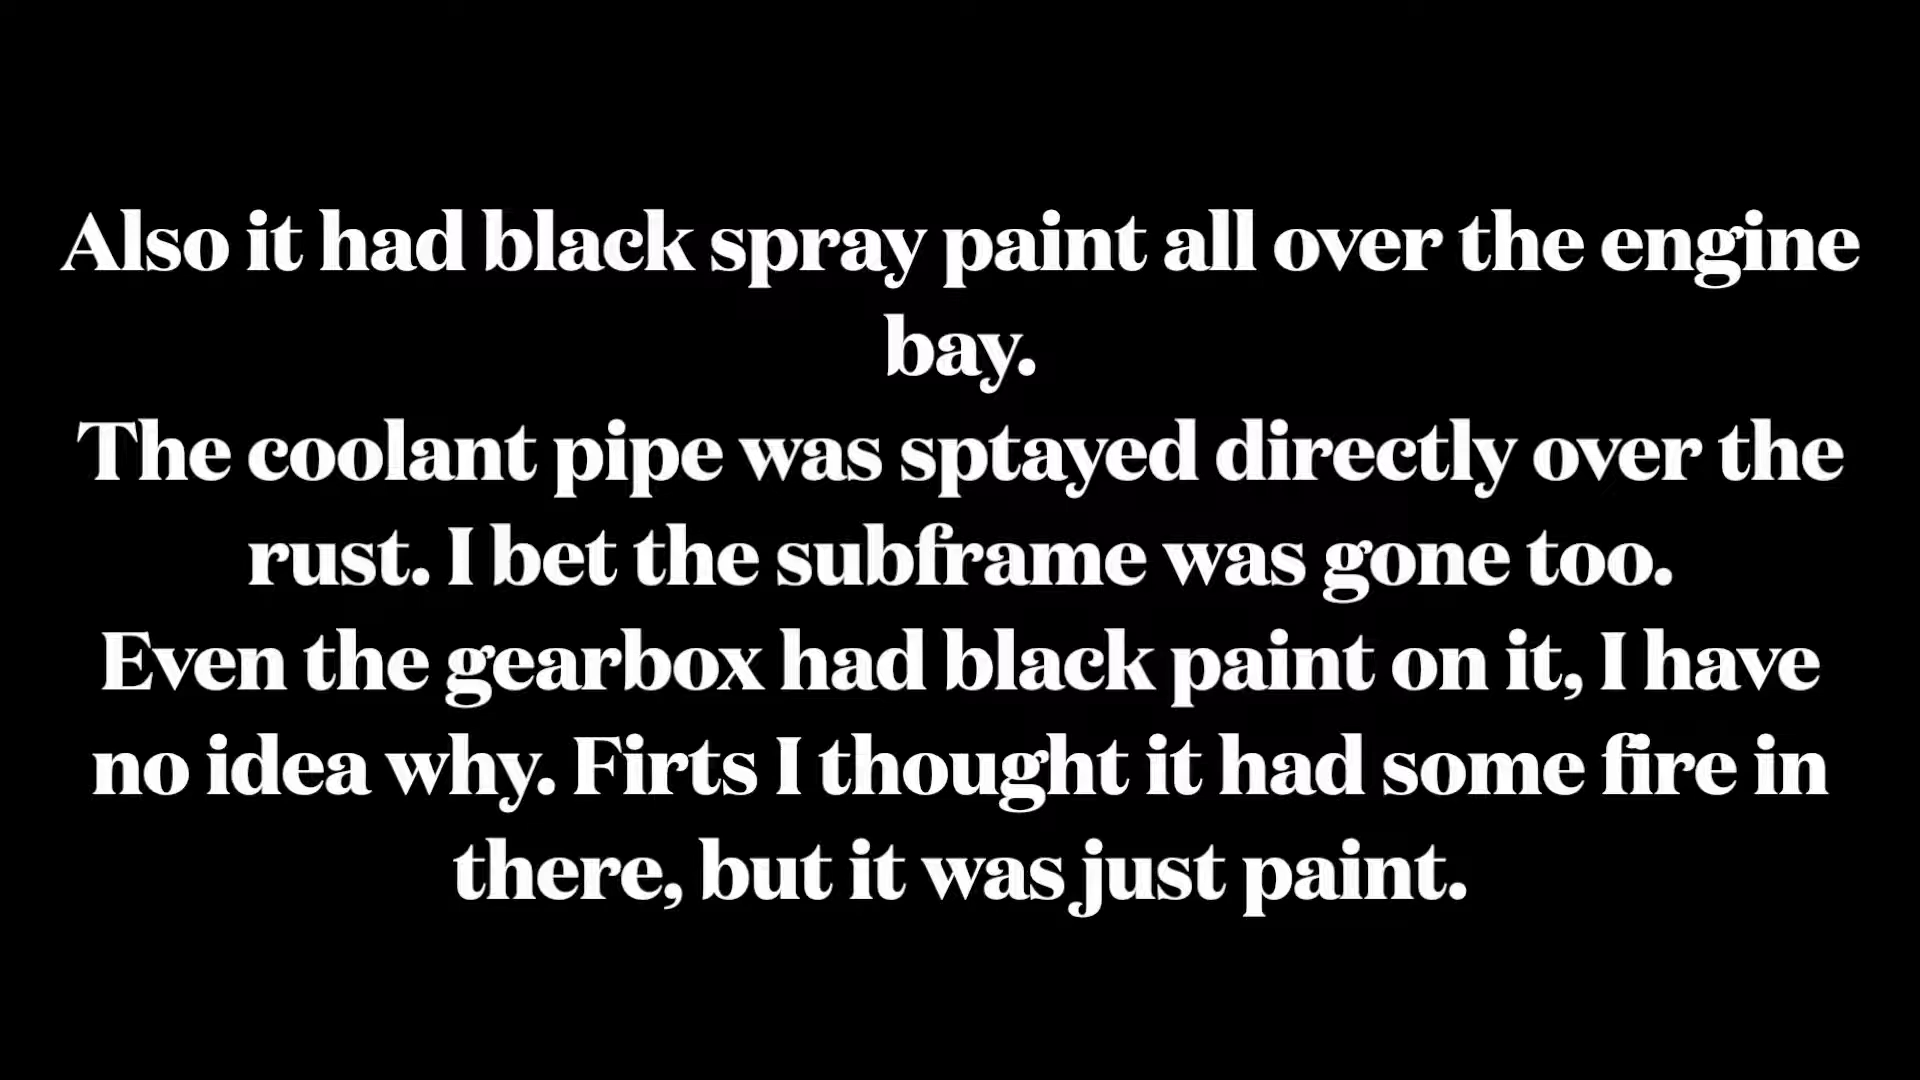 Also it had black spray paint all over the engine
bay.
The coolant pipe was sptayed directly over the
rust. I bet the subframe was gone too.
Even the gearbox had black paint on it, I have
no idea why. Firts I thought it had some fire in
there, but it was just paint.